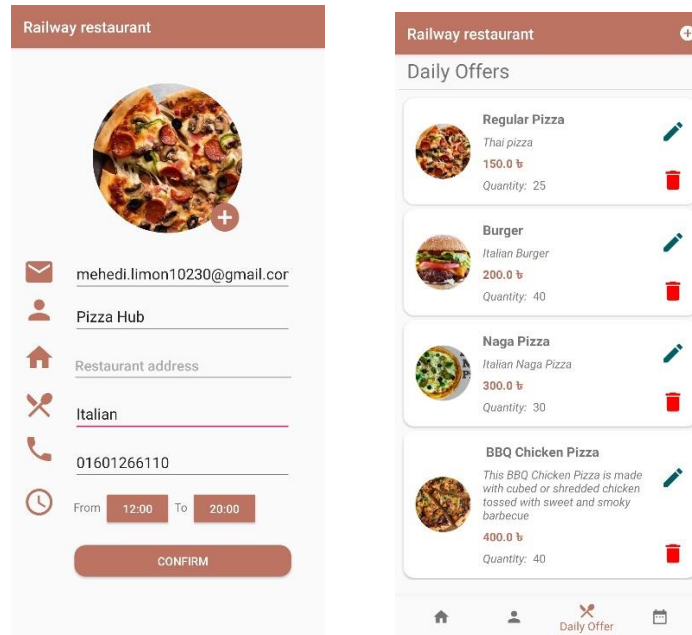 Railway restaurant
mehedi.limon10230@gmail.com
Pizza Hub
Restaurant address
Italian
01601266110
From 12:00 To 20:00
CONFIRM
Railway restaurant
Daily Offers
Regular Pizza
Thai pizza
150.0 ৳
Quantity: 25
Burger
Italian Burger
200.0 ৳
Quantity: 40
Naga Pizza
Italian Naga Pizza
300.0 ৳
Quantity: 30
BBQ Chicken Pizza
This BBQ Chicken Pizza is made
with cubed or shredded chicken
tossed with sweet and smoky
barbecue
400.0 ৳
Quantity: 40
Daily Offer